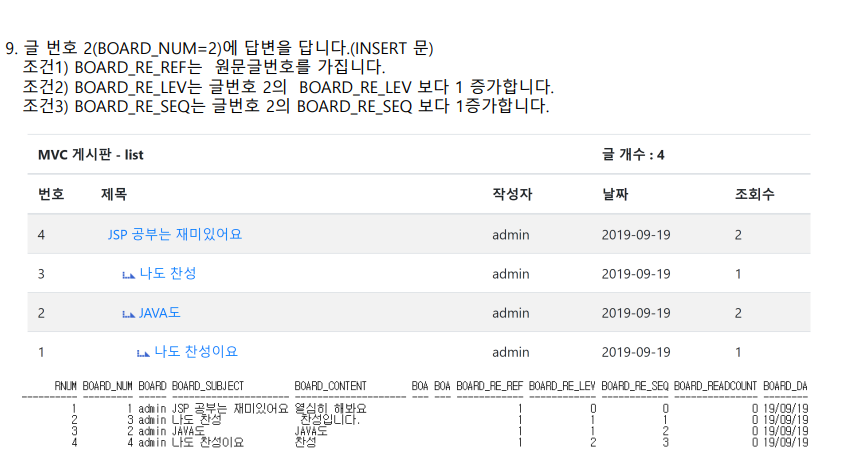 9. 글 번호 2(BOARD_NUM=2)에 답변을 답니다.(INSERT 문)
조건1) BOARD_RE_REF는 원문글번호를 가집니다.
조건2) BOARD_RE_LEV는 글번호 2의 BOARD_RE_LEV 보다 1 증가합니다.
조건3) BOARD_RE_SEQ는 글번호 2의 BOARD_RE_SEQ 보다 1증가합니다.
MVC 게시판 - list 글 개수 : 4
번호 제목 작성자 날짜 조회수
4 JSP 공부는 재미있어요 admin 2019-09-19 2
3 나도 찬성 admin 2019-09-19 1
2 JAVA도 admin 2019-09-19 2
1 나도 찬성이요 admin 2019-09-19 1
RNUM BOARD_NUM BOARD BOARD_SUBJECT BOARD_CONTENT BOA BOA BOARD_RE_REF BOARD_RE_LEV BOARD_RE_SEQ BOARD_READCOUNT BOARD_DA
1 1 admin JSP 공부는 재미있어요 열심히 해봐요 1 0 0 0 19/09/19
2 3 admin 나도 찬성 찬성입니다. 1 1 1 0 19/09/19
3 2 admin JAVA도 JAVA도 1 1 2 0 19/09/19
4 4 admin 나도 찬성이요 찬성 1 2 3 0 19/09/19